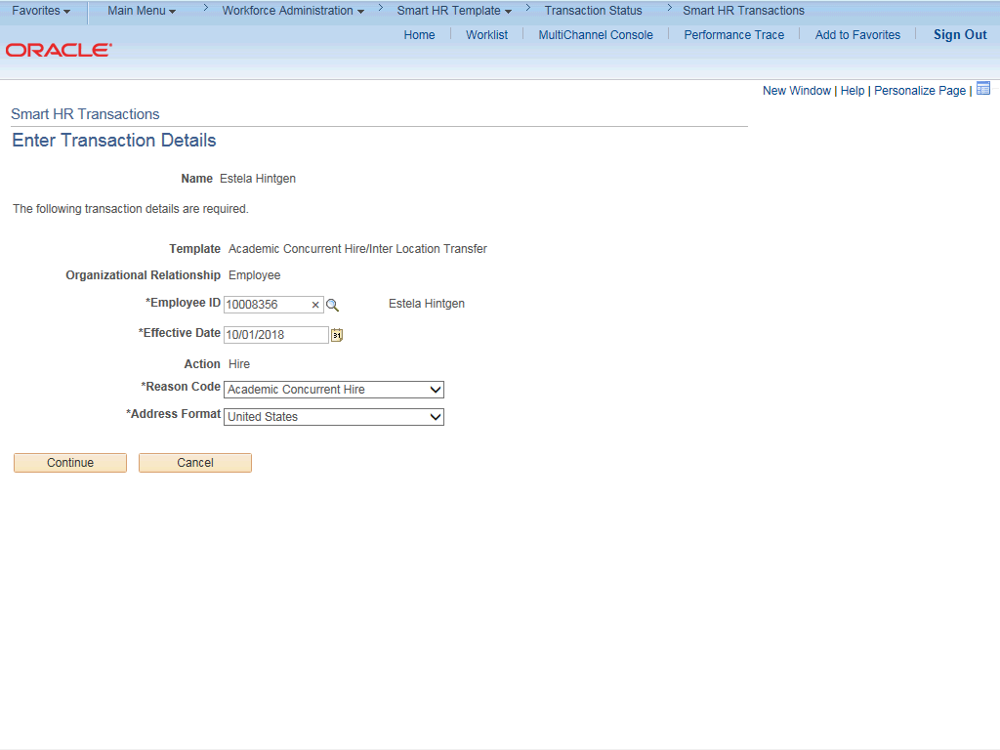 Favorites Main Menu > Workforce Administration > Smart HR Template > Transaction Status > Smart HR Transactions
Home Worklist MultiChannel Console Performance Trace Add to Favorites Sign Out
ORACLE
New Window | Help | Personalize Page |
Smart HR Transactions
Enter Transaction Details
Name Estela Hintgen
The following transaction details are required.
Template Academic Concurrent Hire/Inter Location Transfer
Organizational Relationship Employee
*Employee ID 10008356 × Estela Hintgen
*Effective Date 10/01/2018 31
Action Hire
*Reason Code Academic Concurrent Hire
*Address Format United States
Continue Cancel